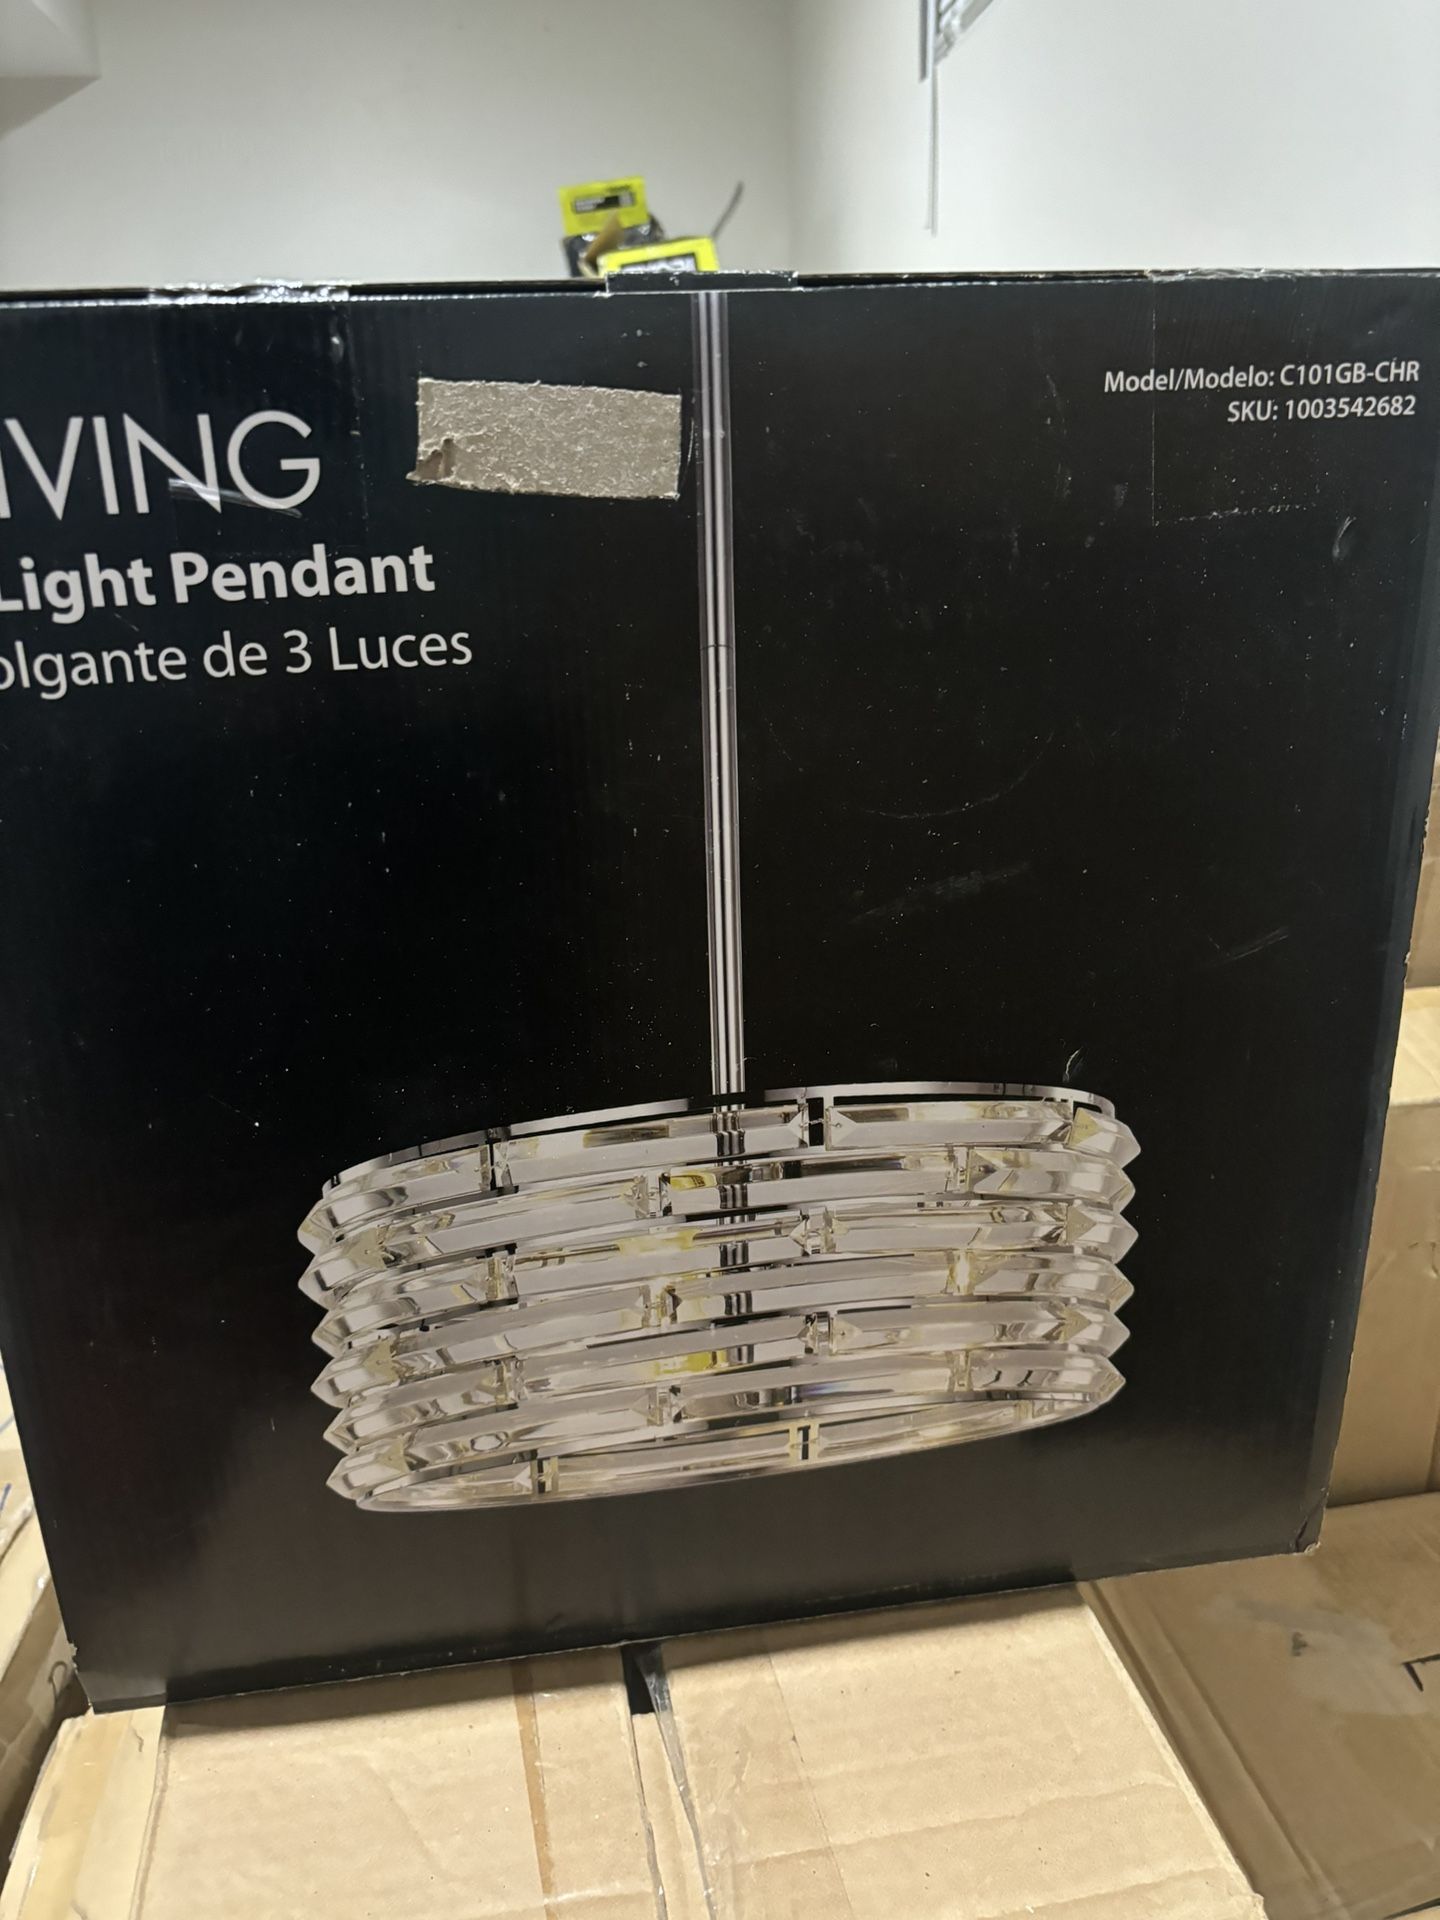 IVING
Light Pendant
olgante de 3 Luces
Model/Modelo: C101GB-CHR
SKU: 1003542682